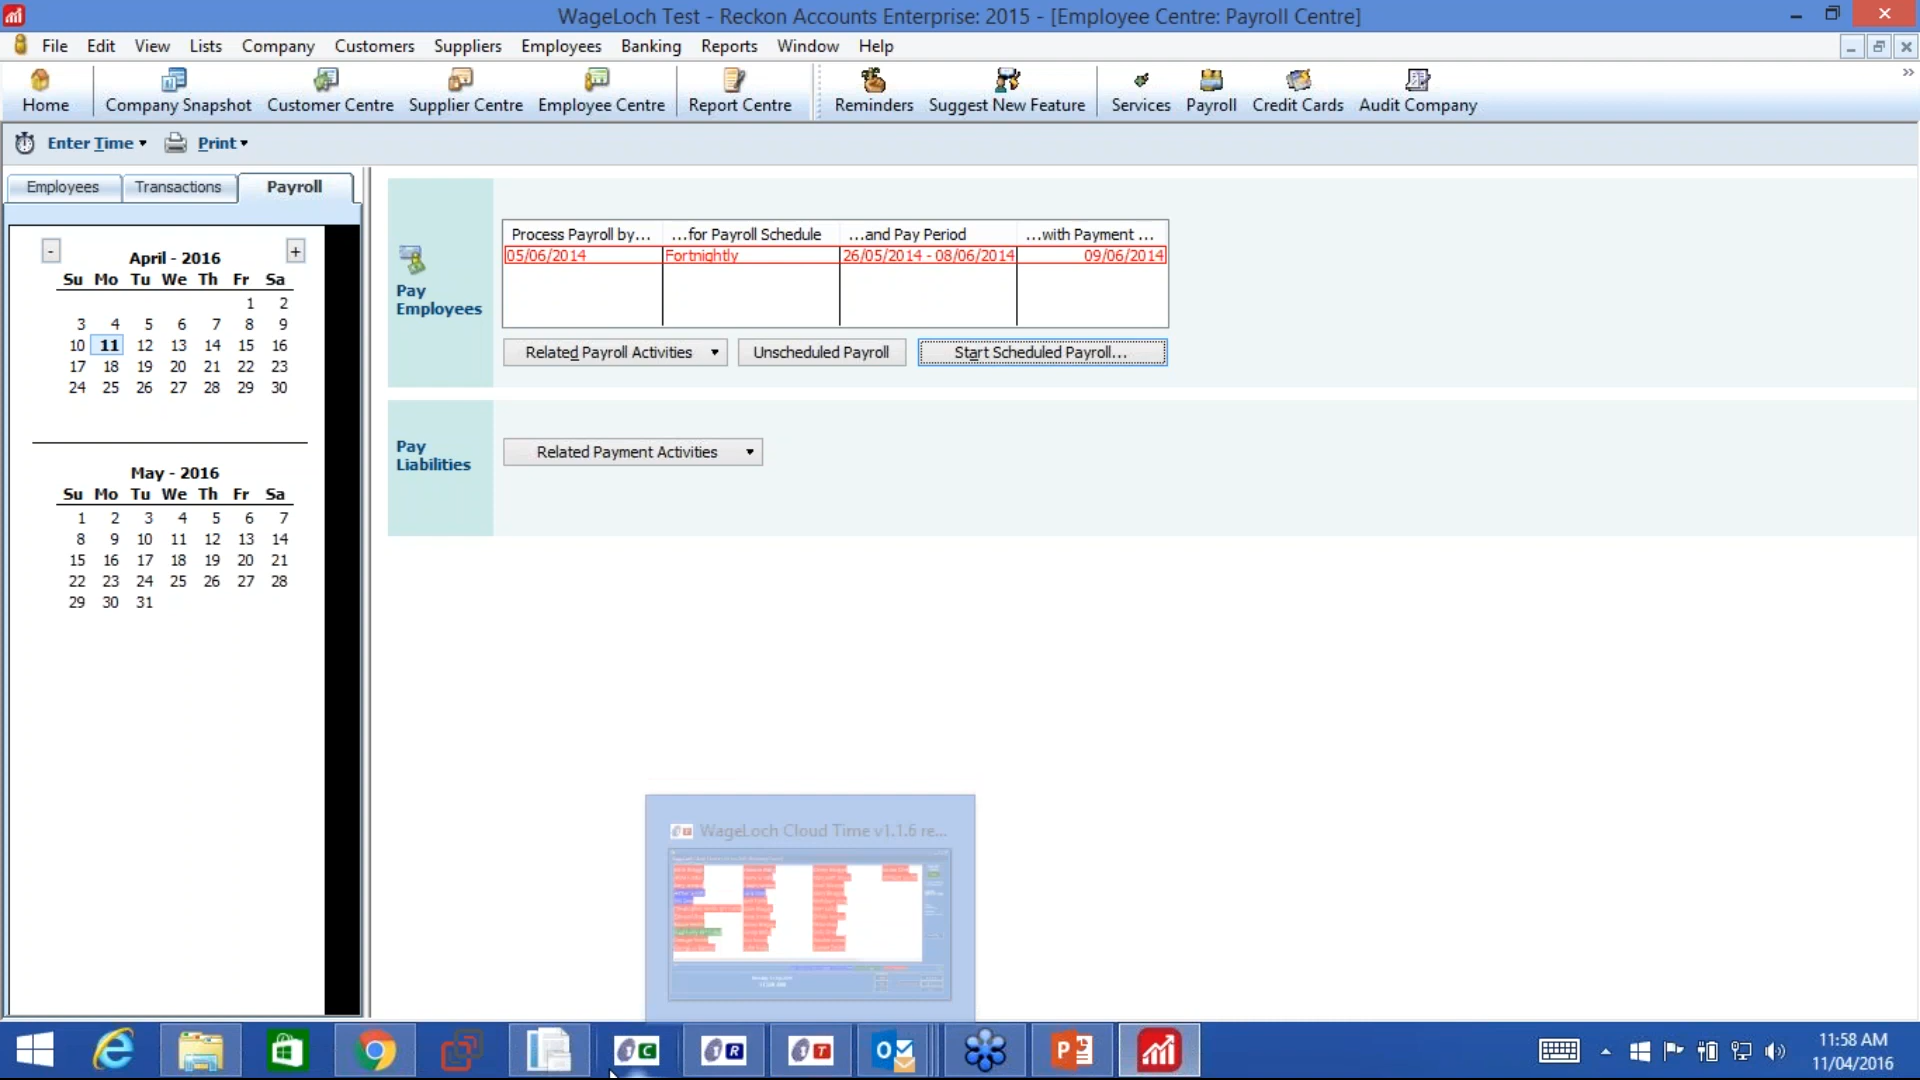 WageLoch Test - Reckon Accounts Enterprise: 2015 - [Employee Centre: Payroll Centre]
File Edit View Lists Company Customers Suppliers Employees Banking Reports Window Help
Home Company Snapshot Customer Centre Supplier Centre Employee Centre Report Centre Reminders Suggest New Feature Services Payroll Credit Cards Audit Company
Enter Time Print
Employees Transactions Payroll
- April - 2016 +
Su Mo Tu We Th Fr Sa
1 2
3 4 5 6 7 8 9
10 11 12 13 14 15 16
17 18 19 20 21 22 23
24 25 26 27 28 29 30
May - 2016
Su Mo Tu We Th Fr Sa
1 2 3 4 5 6 7
8 9 10 11 12 13 14
15 16 17 18 19 20 21
22 23 24 25 26 27 28
29 30 31
Pay
Employees
Process Payroll by... ...for Payroll Schedule ...and Pay Period ...with Payment ...
05/06/2014 Fortnightly 26/05/2014 - 08/06/2014 09/06/2014
Related Payroll Activities Unscheduled Payroll Start Scheduled Payroll...
Pay
Liabilities
Related Payment Activities
WageLoch Cloud Time v1.1.6 re...
11:58 AM
11/04/2016